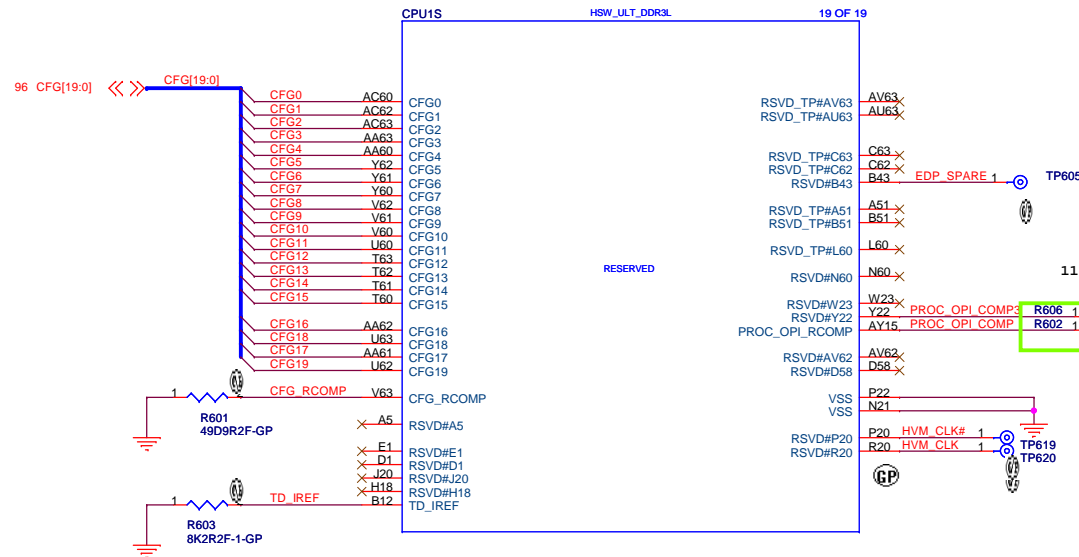 CPU1S HSW_ULT_DDR3L 19 OF 19
96 CFG[19:0] CFG[19:0]
CFG0 AC60 CFG0
CFG1 AC62 CFG1
CFG2 AC63 CFG2
CFG3 AA63 CFG3
CFG4 AA60 CFG4
CFG5 Y62 CFG5
CFG6 Y61 CFG6
CFG7 Y60 CFG7
CFG8 V62 CFG8
CFG9 V61 CFG9
CFG10 V60 CFG10
CFG11 U60 CFG11
CFG12 T63 CFG12
CFG13 T62 CFG13
CFG14 T61 CFG14
CFG15 T60 CFG15
CFG16 AA62 CFG16
CFG18 U63 CFG18
CFG17 AA61 CFG17
CFG19 U62 CFG19
1 CFG_RCOMP V63 CFG_RCOMP
R601
49D9R2F-GP
A5 RSVD#A5
E1 RSVD#E1
D1 RSVD#D1
J20 RSVD#J20
H18 RSVD#H18
1 TD_IREF B12 TD_IREF
R603
8K2R2F-1-GP
RESERVED
RSVD_TP#AV63 AV63
RSVD_TP#AU63 AU63
RSVD_TP#C63 C63
RSVD_TP#C62 C62
RSVD#B43 B43 EDP_SPARE 1 TP605
RSVD_TP#A51 A51
RSVD_TP#B51 B51
RSVD_TP#L60 L60
RSVD#N60 N60
11
RSVD#W23 W23
RSVD#Y22 Y22 PROC_OPI_COMP3 R606 1
PROC_OPI_RCOMP AY15 PROC_OPI_COMP R602 1
RSVD#AV62 AV62
RSVD#D58 D58
VSS P22
VSS N21
RSVD#P20 P20 HVM_CLK# 1 TP619
RSVD#R20 R20 HVM_CLK 1 TP620
GP